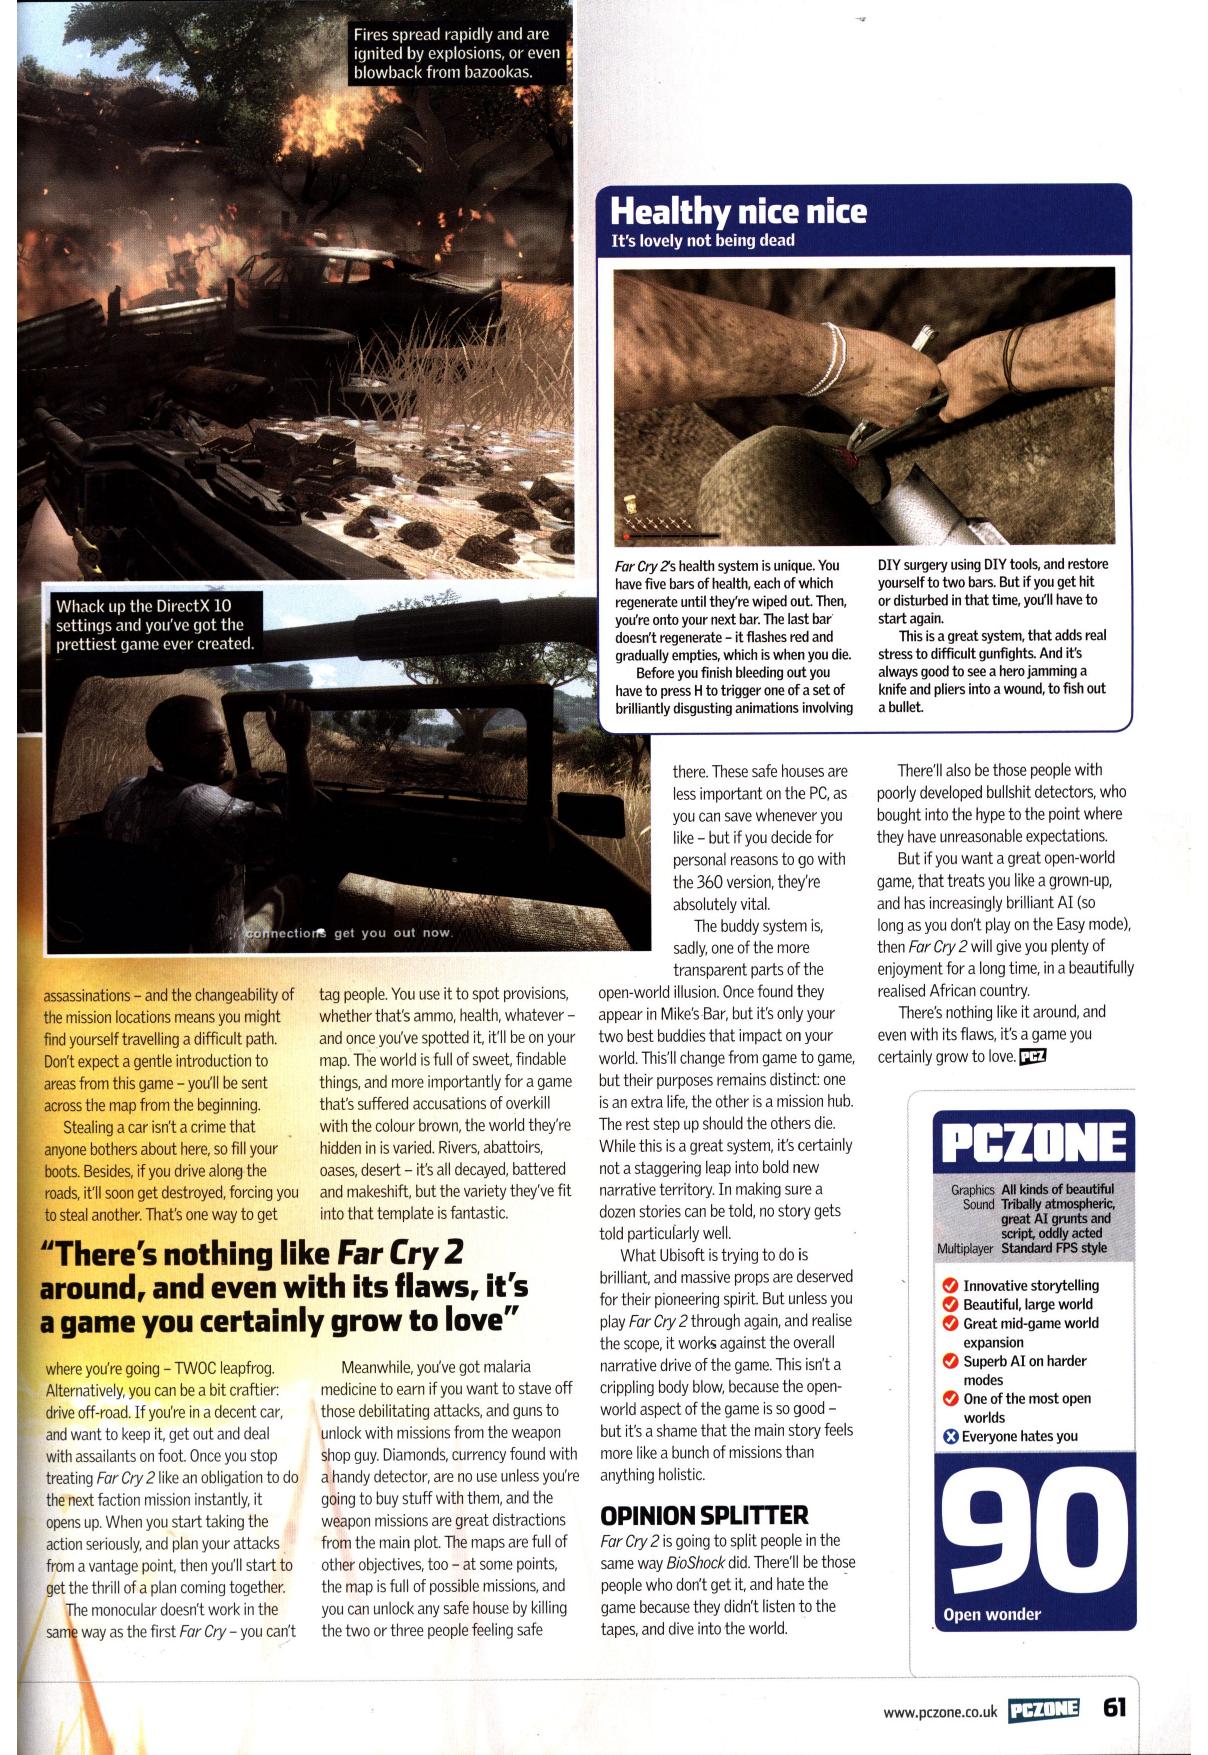 Fires spread rapidly and are
ignited by explosions, or even
blowback from bazookas.
Healthy nice nice
It's lovely not being dead
Far Cry 2's health system is unique. You
have five bars of health, each of which
regenerate until they're wiped out. Then,
you're onto your next bar. The last bar
doesn't regenerate – it flashes red and
gradually empties, which is when you die.
Before you finish bleeding out you
have to press H to trigger one of a set of
brilliantly disgusting animations involving
DIY surgery using DIY tools, and restore
yourself to two bars. But if you get hit
or disturbed in that time, you'll have to
start again.
This is a great system, that adds real
stress to difficult gunfights. And it's
always good to see a hero jamming a
knife and pliers into a wound, to fish out
a bullet.
Whack up the DirectX 10
settings and you've got the
prettiest game ever created.
connections get you out now.
assassinations – and the changeability of
the mission locations means you might
find yourself travelling a difficult path.
Don't expect a gentle introduction to
areas from this game – you'll be sent
across the map from the beginning.
Stealing a car isn't a crime that
anyone bothers about here, so fill your
boots. Besides, if you drive along the
roads, it'll soon get destroyed, forcing you
to steal another. That's one way to get
"There's nothing like Far Cry 2
around, and even with its flaws, it's
a game you certainly grow to love"
where you're going – TWOC leapfrog.
Alternatively, you can be a bit craftier:
drive off-road. If you're in a decent car,
and want to keep it, get out and deal
with assailants on foot. Once you stop
treating Far Cry 2 like an obligation to do
the next faction mission instantly, it
opens up. When you start taking the
action seriously, and plan your attacks
from a vantage point, then you'll start to
get the thrill of a plan coming together.
The monocular doesn't work in the
same way as the first Far Cry – you can't
tag people. You use it to spot provisions,
whether that's ammo, health, whatever –
and once you've spotted it, it'll be on your
map. The world is full of sweet, findable
things, and more importantly for a game
that's suffered accusations of overkill
with the colour brown, the world they're
hidden in is varied. Rivers, abattoirs,
oases, desert – it's all decayed, battered
and makeshift, but the variety they've fit
into that template is fantastic.
Meanwhile, you've got malaria
medicine to earn if you want to stave off
those debilitating attacks, and guns to
unlock with missions from the weapon
shop guy. Diamonds, currency found with
a handy detector, are no use unless you're
going to buy stuff with them, and the
weapon missions are great distractions
from the main plot. The maps are full of
other objectives, too – at some points,
the map is full of possible missions, and
you can unlock any safe house by killing
the two or three people feeling safe
there. These safe houses are
less important on the PC, as
you can save whenever you
like – but if you decide for
personal reasons to go with
the 360 version, they're
absolutely vital.
The buddy system is,
sadly, one of the more
transparent parts of the
open-world illusion. Once found they
appear in Mike's Bar, but it's only your
two best buddies that impact on your
world. This'll change from game to game,
but their purposes remains distinct: one
is an extra life, the other is a mission hub.
The rest step up should the others die.
While this is a great system, it's certainly
not a staggering leap into bold new
narrative territory. In making sure a
dozen stories can be told, no story gets
told particularly well.
What Ubisoft is trying to do is
brilliant, and massive props are deserved
for their pioneering spirit. But unless you
play Far Cry 2 through again, and realise
the scope, it works against the overall
narrative drive of the game. This isn't a
crippling body blow, because the open-
world aspect of the game is so good –
but it's a shame that the main story feels
more like a bunch of missions than
anything holistic.
OPINION SPLITTER
Far Cry 2 is going to split people in the
same way BioShock did. There'll be those
people who don't get it, and hate the
game because they didn't listen to the
tapes, and dive into the world.
There'll also be those people with
poorly developed bullshit detectors, who
bought into the hype to the point where
they have unreasonable expectations.
But if you want a great open-world
game, that treats you like a grown-up,
and has increasingly brilliant AI (so
long as you don't play on the Easy mode),
then Far Cry 2 will give you plenty of
enjoyment for a long time, in a beautifully
realised African country.
There's nothing like it around, and
even with its flaws, it's a game you
certainly grow to love. PCZ
PCZONE
Graphics All kinds of beautiful
Sound Tribally atmospheric,
great AI grunts and
script, oddly acted
Multiplayer Standard FPS style
Innovative storytelling
Beautiful, large world
Great mid-game world
expansion
Superb AI on harder
modes
One of the most open
worlds
Everyone hates you
90
Open wonder
www.pczone.co.uk PCZONE 61